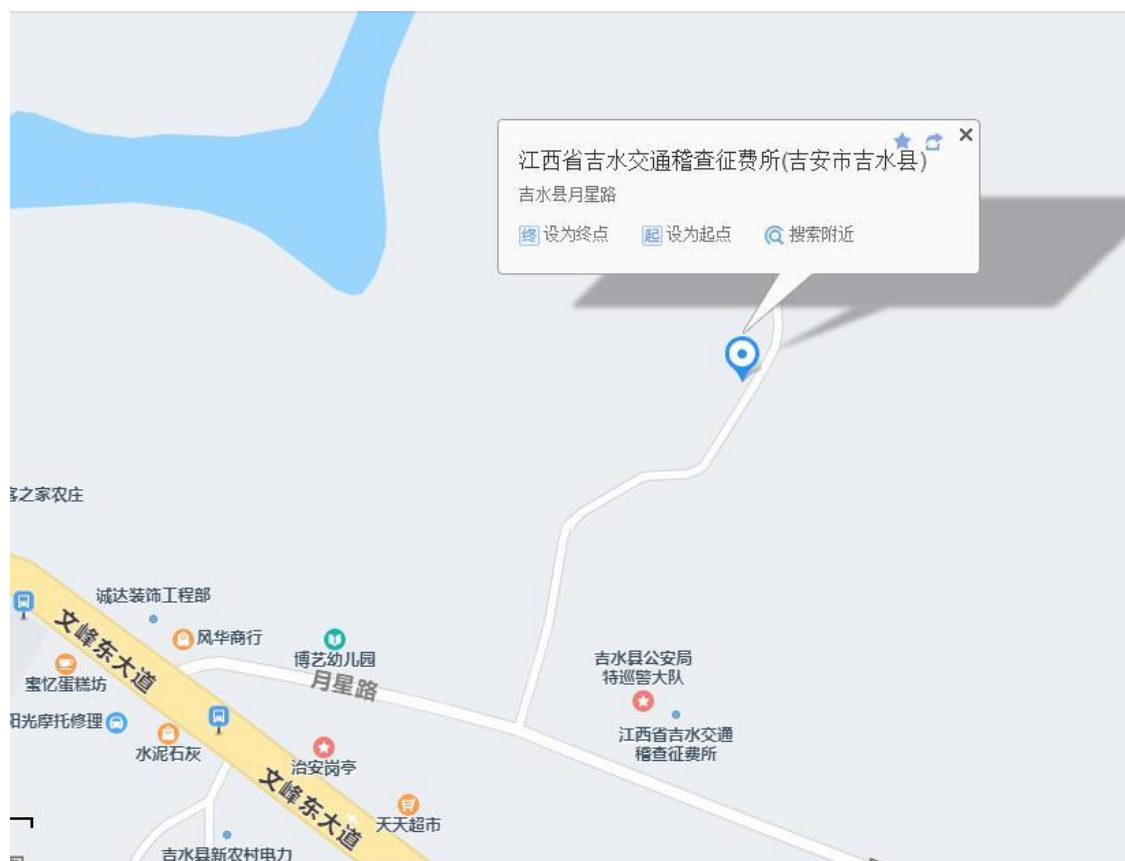 江西省吉水交通稽查征费所(吉安市吉水县)
吉水县月星路
终 设为终点 起 设为起点 搜索附近
客之家农庄
诚达装饰工程部
文峰东大道
风华商行
博艺幼儿园
月星路
蜜忆蛋糕坊
吉水县公安局
特巡警大队
阳光摩托修理
水泥石灰
江西省吉水交通
稽查征费所
治安岗亭
文峰东大道
天天超市
吉水县新农村电力